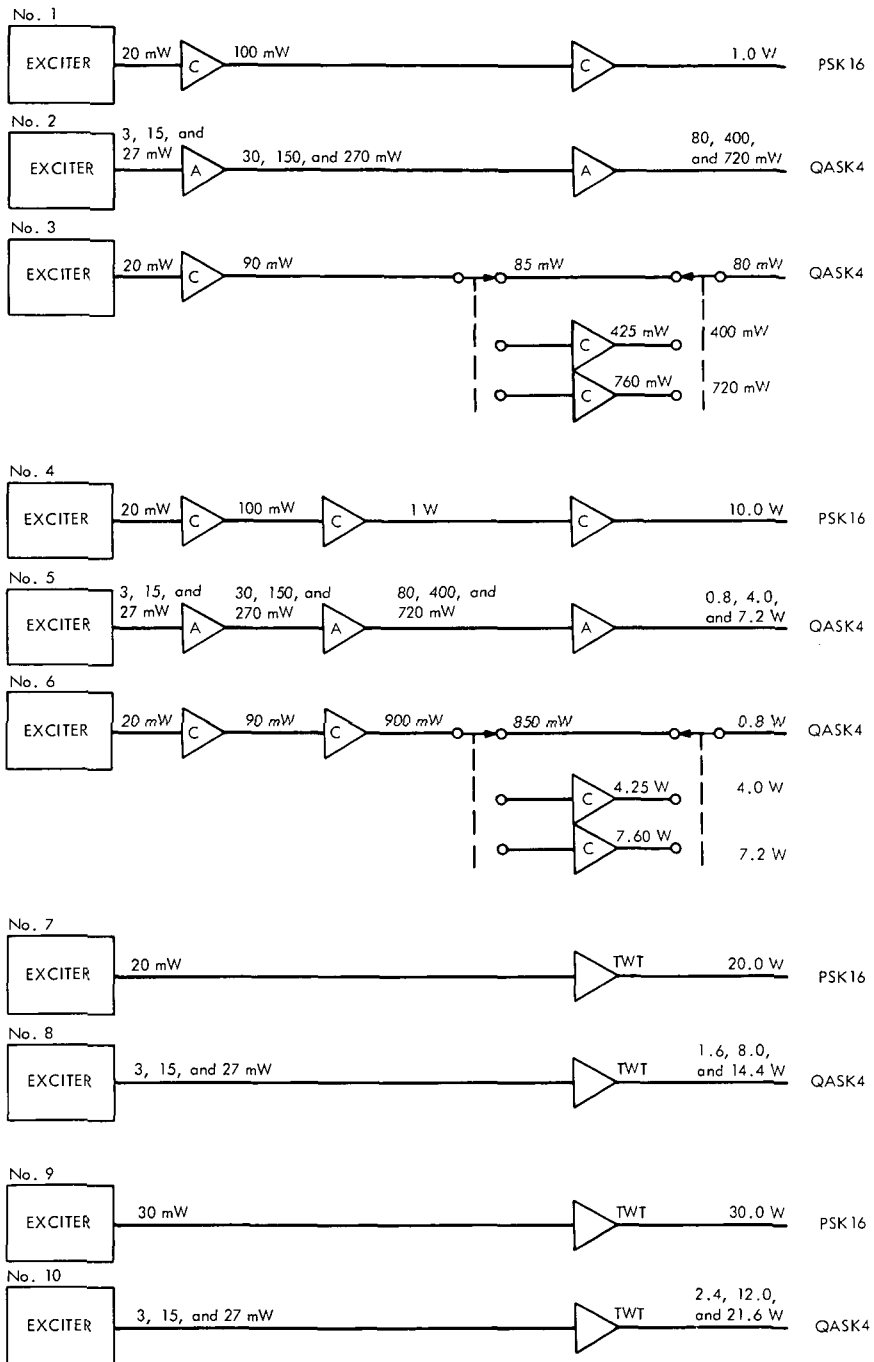 No. 1
EXCITER
20 mW
C
100 mW
C
1.0 W
PSK16
No. 2
EXCITER
3, 15, and
27 mW
A
30, 150, and 270 mW
A
80, 400,
and 720 mW
QASK4
No. 3
EXCITER
20 mW
C
90 mW
85 mW
80 mW
QASK4
C
425 mW
400 mW
C
760 mW
720 mW
No. 4
EXCITER
20 mW
C
100 mW
C
1 W
C
10.0 W
PSK16
No. 5
EXCITER
3, 15, and
27 mW
A
30, 150, and
270 mW
A
80, 400, and
720 mW
A
0.8, 4.0,
and 7.2 W
QASK4
No. 6
EXCITER
20 mW
C
90 mW
C
900 mW
850 mW
0.8 W
QASK4
C
4.25 W
4.0 W
C
7.60 W
7.2 W
No. 7
EXCITER
20 mW
TWT
20.0 W
PSK16
No. 8
EXCITER
3, 15, and 27 mW
TWT
1.6, 8.0,
and 14.4 W
QASK4
No. 9
EXCITER
30 mW
TWT
30.0 W
PSK16
No. 10
EXCITER
3, 15, and 27 mW
TWT
2.4, 12.0,
and 21.6 W
QASK4